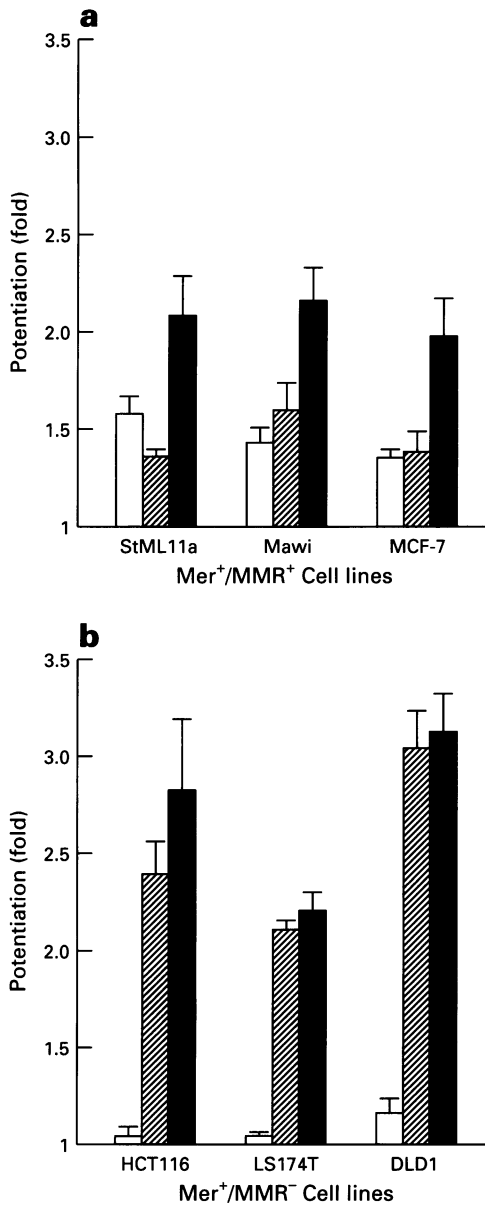 a
3.5
3.0
2.5
2.0
1.5
1
Potentiation (fold)
StML11a Mawi MCF-7
Mer⁺/MMR⁺ Cell lines
b
3.5
3.0
2.5
2.0
1.5
1
Potentiation (fold)
HCT116 LS174T DLD1
Mer⁺/MMR⁻ Cell lines